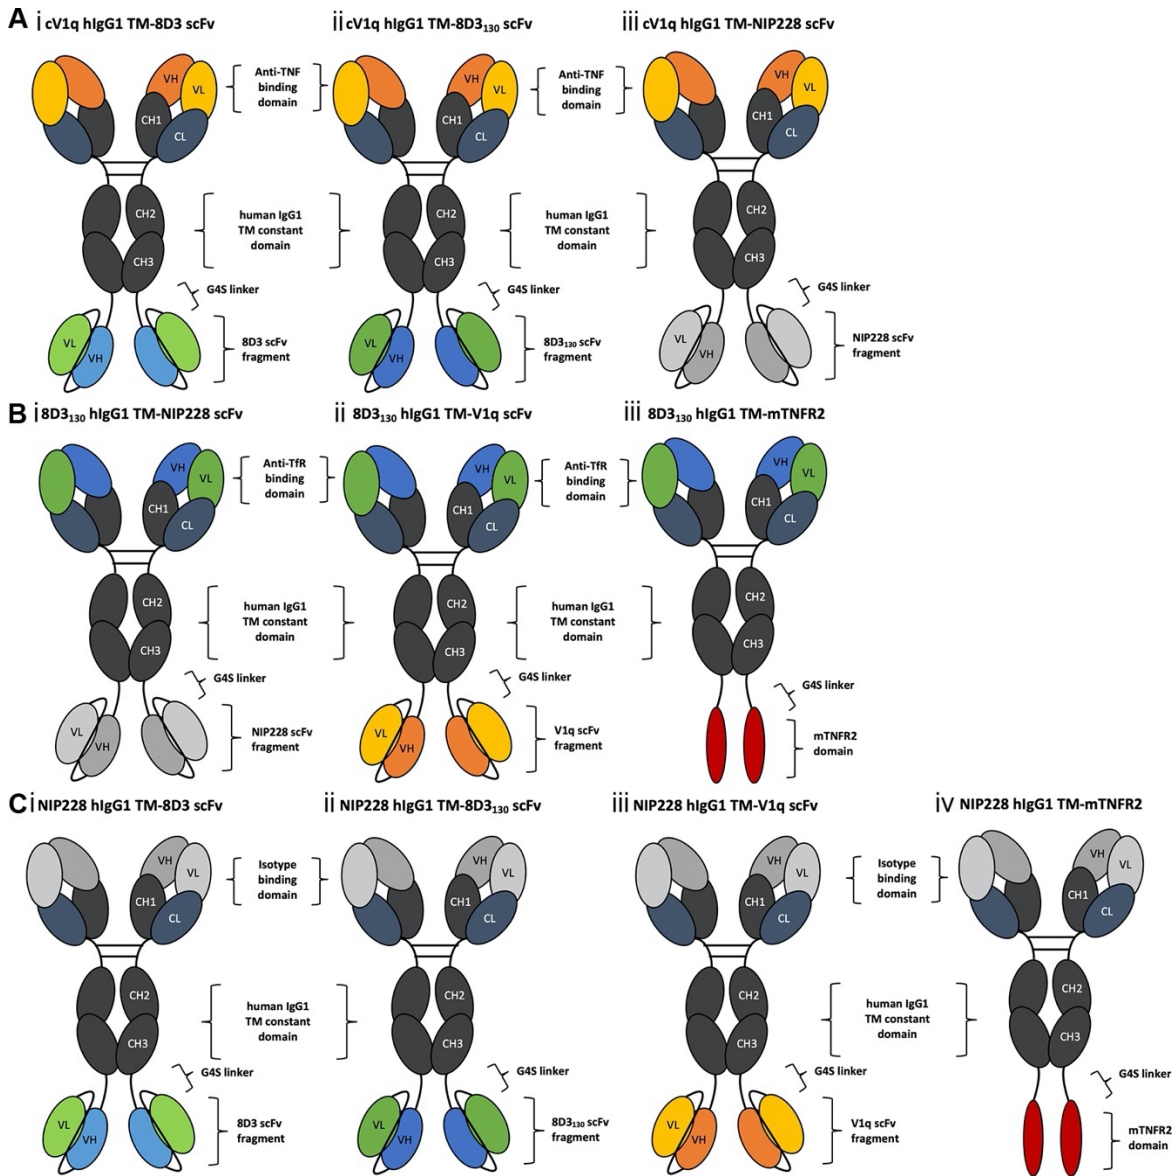 A
i cV1q hIgG1 TM-8D3 scFv
ii cV1q hIgG1 TM-8D3₁₃₀ scFv
iii cV1q hIgG1 TM-NIP228 scFv
VH
VL
CH1
CL
Anti-TNF
binding
domain
VH
VL
CH1
CL
Anti-TNF
binding
domain
VH
VL
CH1
CL
CH2
CH3
human IgG1
TM constant
domain
CH2
CH3
human IgG1
TM constant
domain
CH2
CH3
G4S linker
G4S linker
G4S linker
VL
VH
8D3 scFv
fragment
VL
VH
8D3₁₃₀ scFv
fragment
VL
VH
NIP228 scFv
fragment
B
i 8D3₁₃₀ hIgG1 TM-NIP228 scFv
ii 8D3₁₃₀ hIgG1 TM-V1q scFv
iii 8D3₁₃₀ hIgG1 TM-mTNFR2
VH
VL
CH1
CL
Anti-TfR
binding
domain
VH
VL
CH1
CL
Anti-TfR
binding
domain
VH
VL
CH1
CL
CH2
CH3
human IgG1
TM constant
domain
CH2
CH3
human IgG1
TM constant
domain
CH2
CH3
G4S linker
G4S linker
G4S linker
VL
VH
NIP228 scFv
fragment
VL
VH
V1q scFv
fragment
mTNFR2
domain
C
i NIP228 hIgG1 TM-8D3 scFv
ii NIP228 hIgG1 TM-8D3₁₃₀ scFv
iii NIP228 hIgG1 TM-V1q scFv
iv NIP228 hIgG1 TM-mTNFR2
VH
VL
CH1
CL
Isotype
binding
domain
VH
VL
CH1
CL
VH
VL
CH1
CL
Isotype
binding
domain
VH
VL
CH1
CL
CH2
CH3
human IgG1
TM constant
domain
CH2
CH3
CH2
CH3
human IgG1
TM constant
domain
CH2
CH3
G4S linker
G4S linker
G4S linker
G4S linker
VL
VH
8D3 scFv
fragment
VL
VH
8D3₁₃₀ scFv
fragment
VL
VH
V1q scFv
fragment
mTNFR2
domain